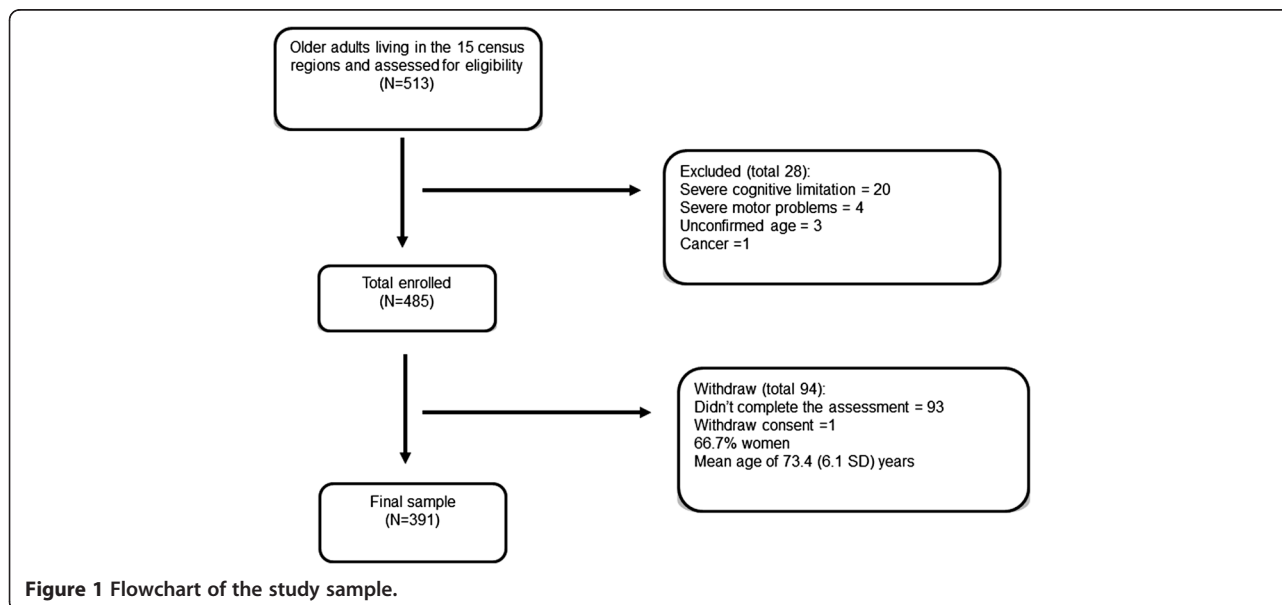 Older adults living in the 15 census
regions and assessed for eligibility
(N=513)
Excluded (total 28):
Severe cognitive limitation = 20
Severe motor problems = 4
Unconfirmed age = 3
Cancer =1
Total enrolled
(N=485)
Withdraw (total 94):
Didn't complete the assessment = 93
Withdraw consent =1
66.7% women
Mean age of 73.4 (6.1 SD) years
Final sample
(N=391)
Figure 1 Flowchart of the study sample.